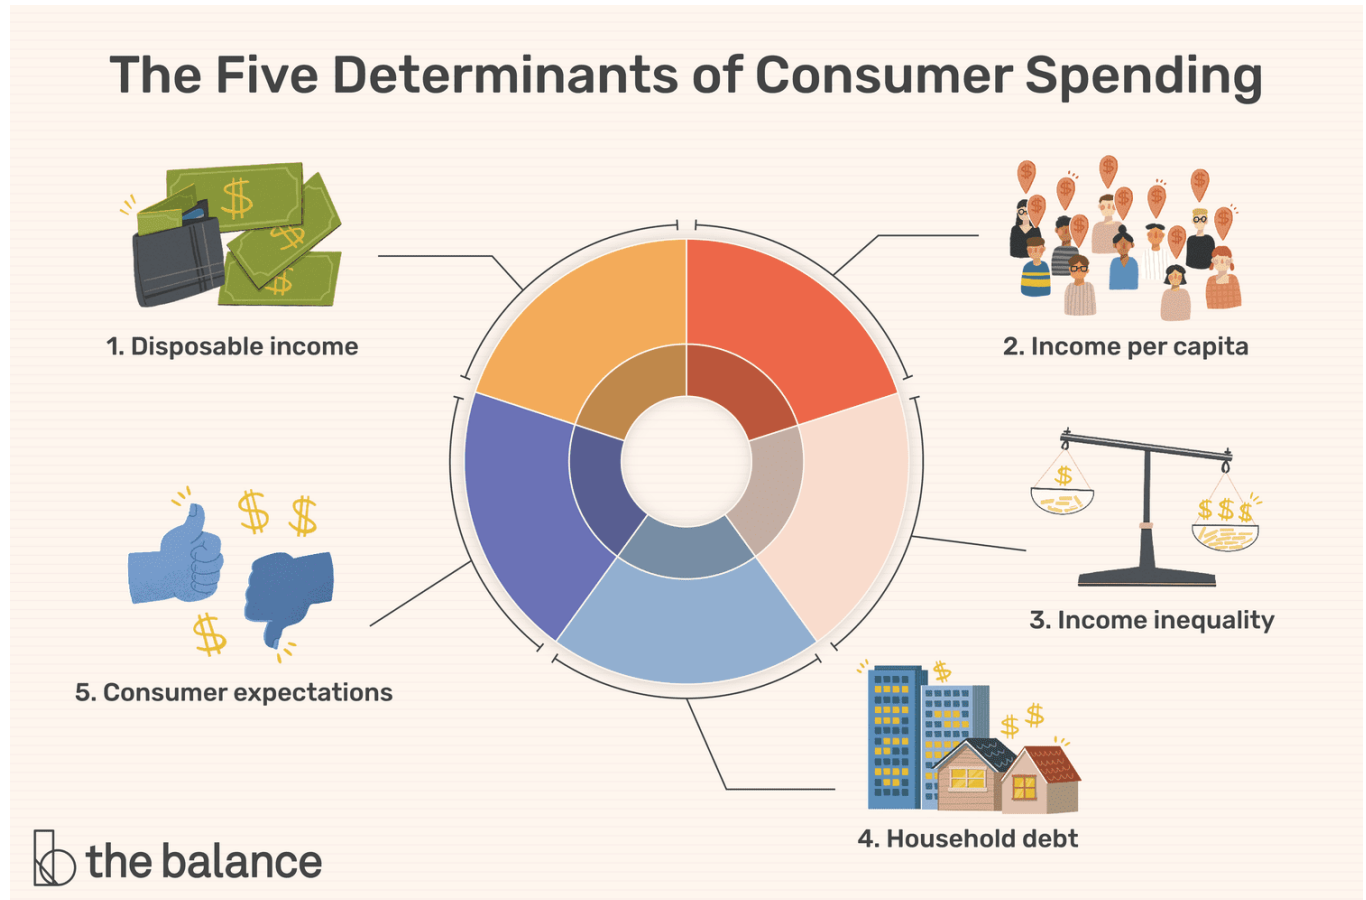 The Five Determinants of Consumer Spending
1. Disposable income
2. Income per capita
3. Income inequality
4. Household debt
5. Consumer expectations
the balance